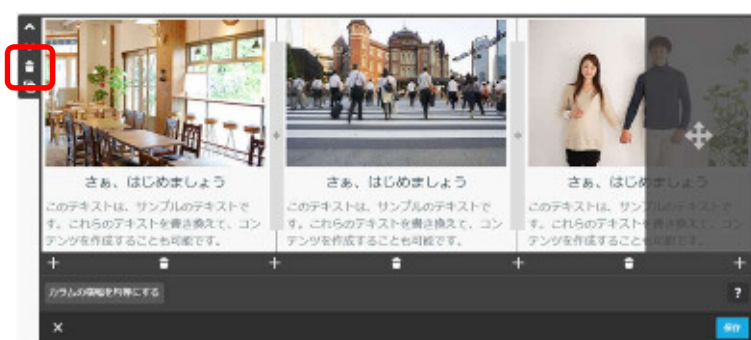 さぁ、はじめましょう
このテキストは、サンプルのテキストで
す。これらのテキストを書き換えて、コン
テンツを作成することも可能です。
さぁ、はじめましょう
このテキストは、サンプルのテキストで
す。これらのテキストを書き換えて、コン
テンツを作成することも可能です。
さぁ、はじめましょう
このテキストは、サンプルのテキストで
す。これらのテキストを書き換えて、コン
テンツを作成することも可能です。
カラムの横幅を均等にする
?
保存